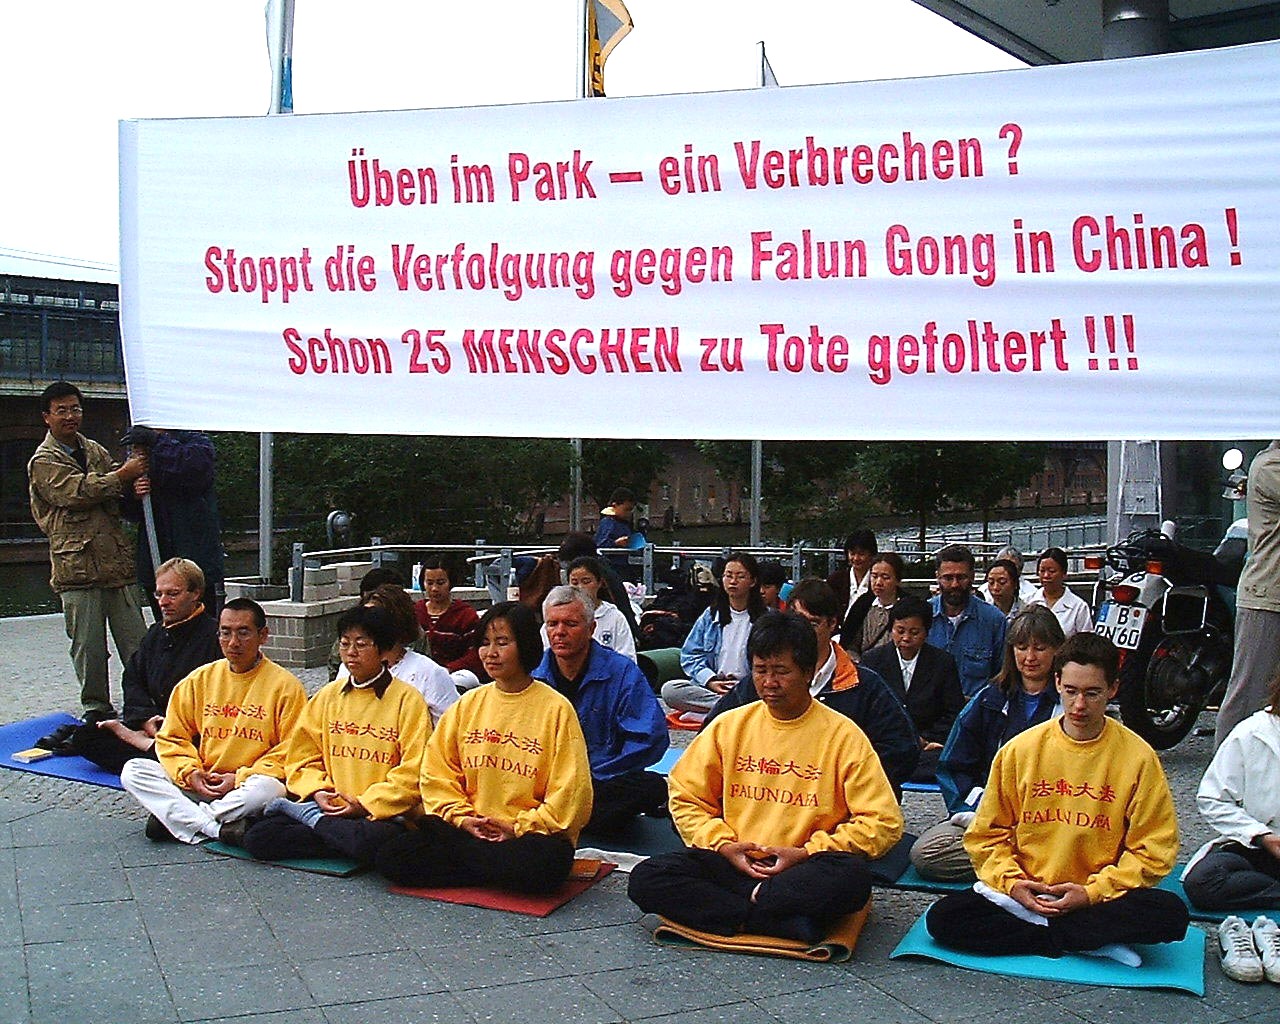 Üben im Park – ein Verbrechen ?
Stoppt die Verfolgung gegen Falun Gong in China !
Schon 25 MENSCHEN zu Tote gefoltert !!!
法輪大法
FALUN DAFA
法輪大法
FALUN DAFA
法輪大法
FALUN DAFA
法輪大法
FALUN DAFA
法輪大法
FALUN DAFA